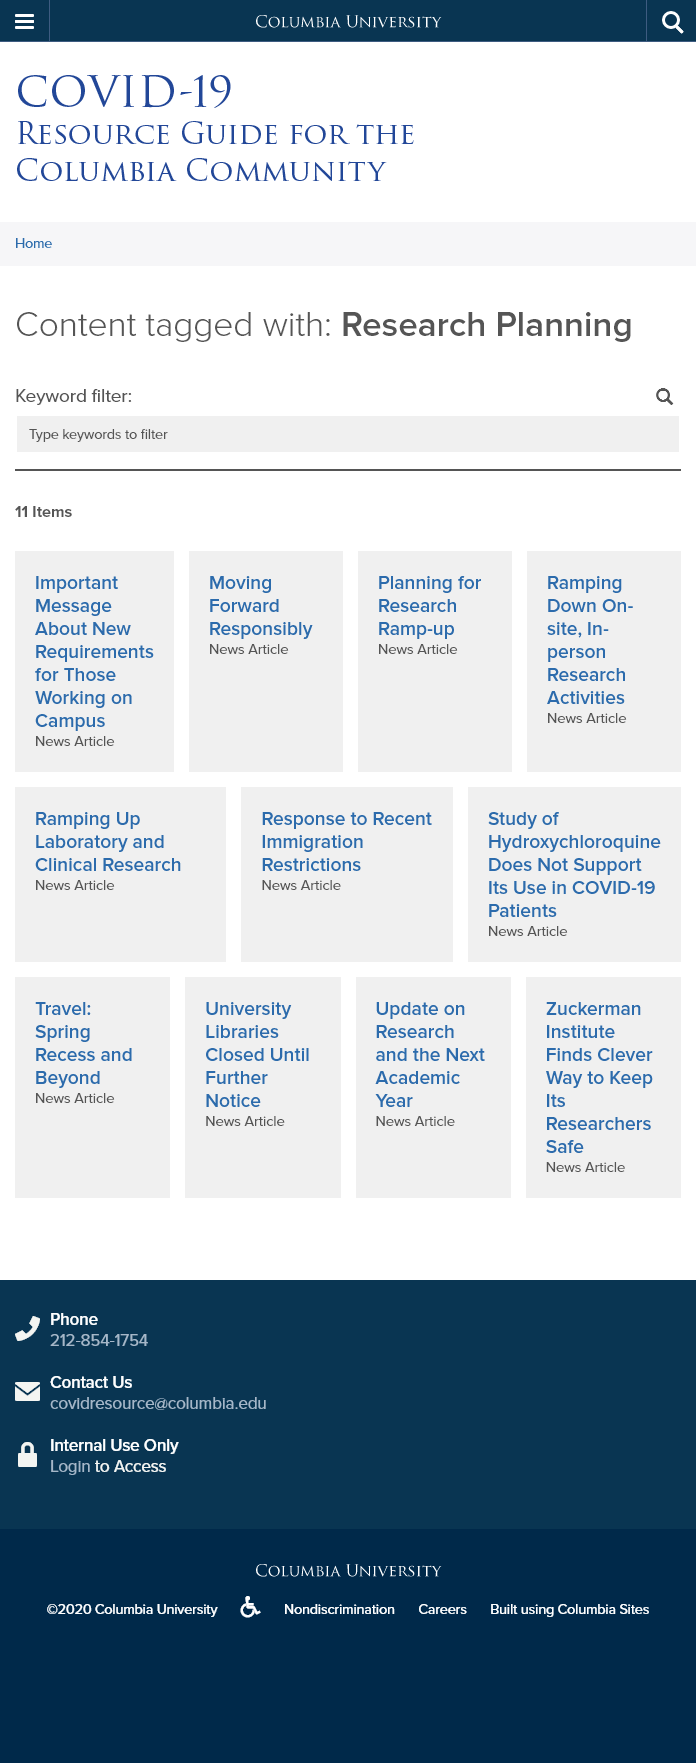 Columbia University
COVID-19
Resource Guide for the
Columbia Community
Home
Content tagged with: Research Planning
Keyword filter:
Type keywords to filter
11 Items
Important
Message
About New
Requirements
for Those
Working on
Campus
News Article
Moving
Forward
Responsibly
News Article
Planning for
Research
Ramp-up
News Article
Ramping
Down On-
site, In-
person
Research
Activities
News Article
Ramping Up
Laboratory and
Clinical Research
News Article
Response to Recent
Immigration
Restrictions
News Article
Study of
Hydroxychloroquine
Does Not Support
Its Use in COVID-19
Patients
News Article
Travel:
Spring
Recess and
Beyond
News Article
University
Libraries
Closed Until
Further
Notice
News Article
Update on
Research
and the Next
Academic
Year
News Article
Zuckerman
Institute
Finds Clever
Way to Keep
Its
Researchers
Safe
News Article
Phone
212-854-1754
Contact Us
covidresource@columbia.edu
Internal Use Only
Login to Access
Columbia University
©2020 Columbia University Nondiscrimination Careers Built using Columbia Sites